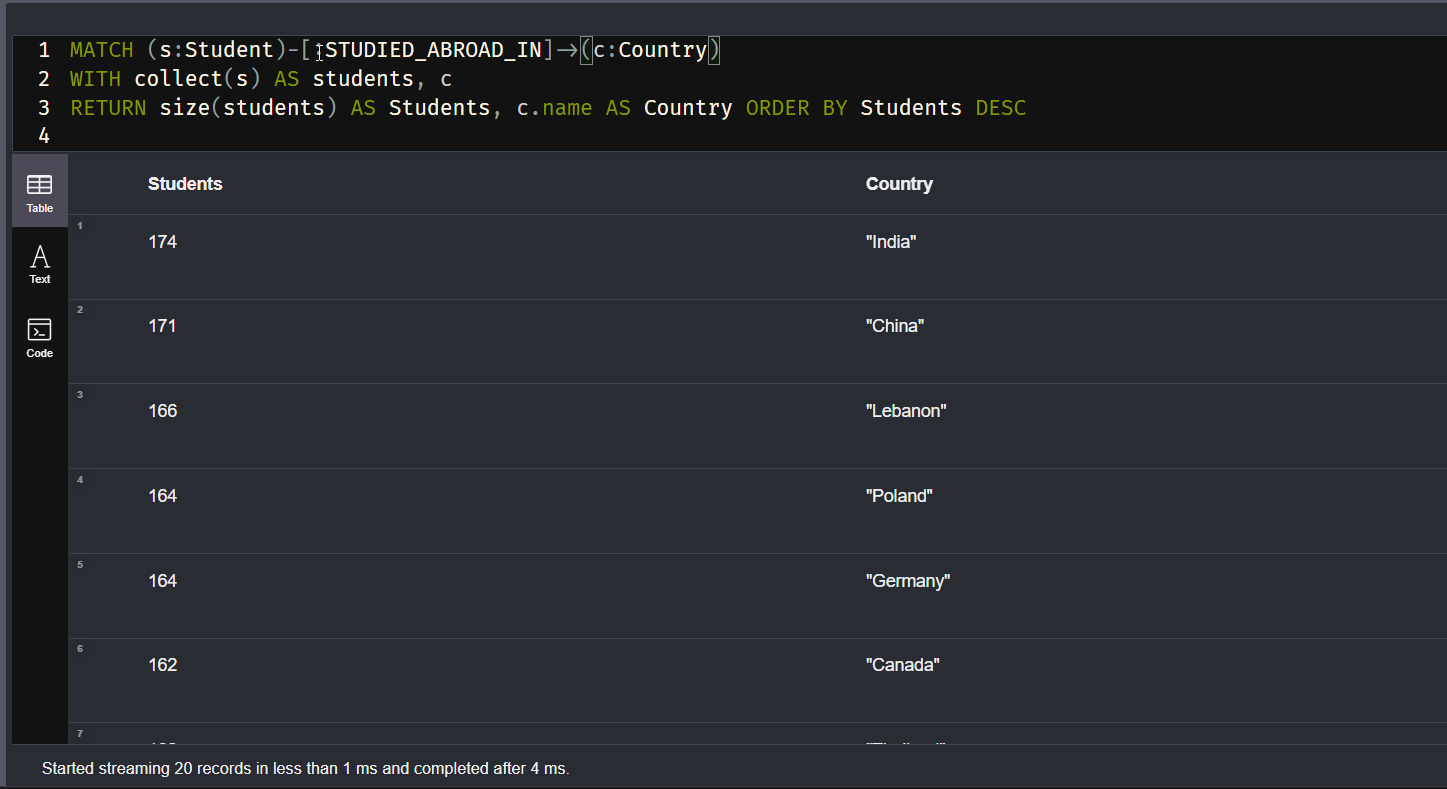 1 MATCH (s:Student)-[:STUDIED_ABROAD_IN]->(c:Country)
2 WITH collect(s) AS students, c
3 RETURN size(students) AS Students, c.name AS Country ORDER BY Students DESC
4
Table
Text
Code
Students Country
1 174 "India"
2 171 "China"
3 166 "Lebanon"
4 164 "Poland"
5 164 "Germany"
6 162 "Canada"
7
Started streaming 20 records in less than 1 ms and completed after 4 ms.